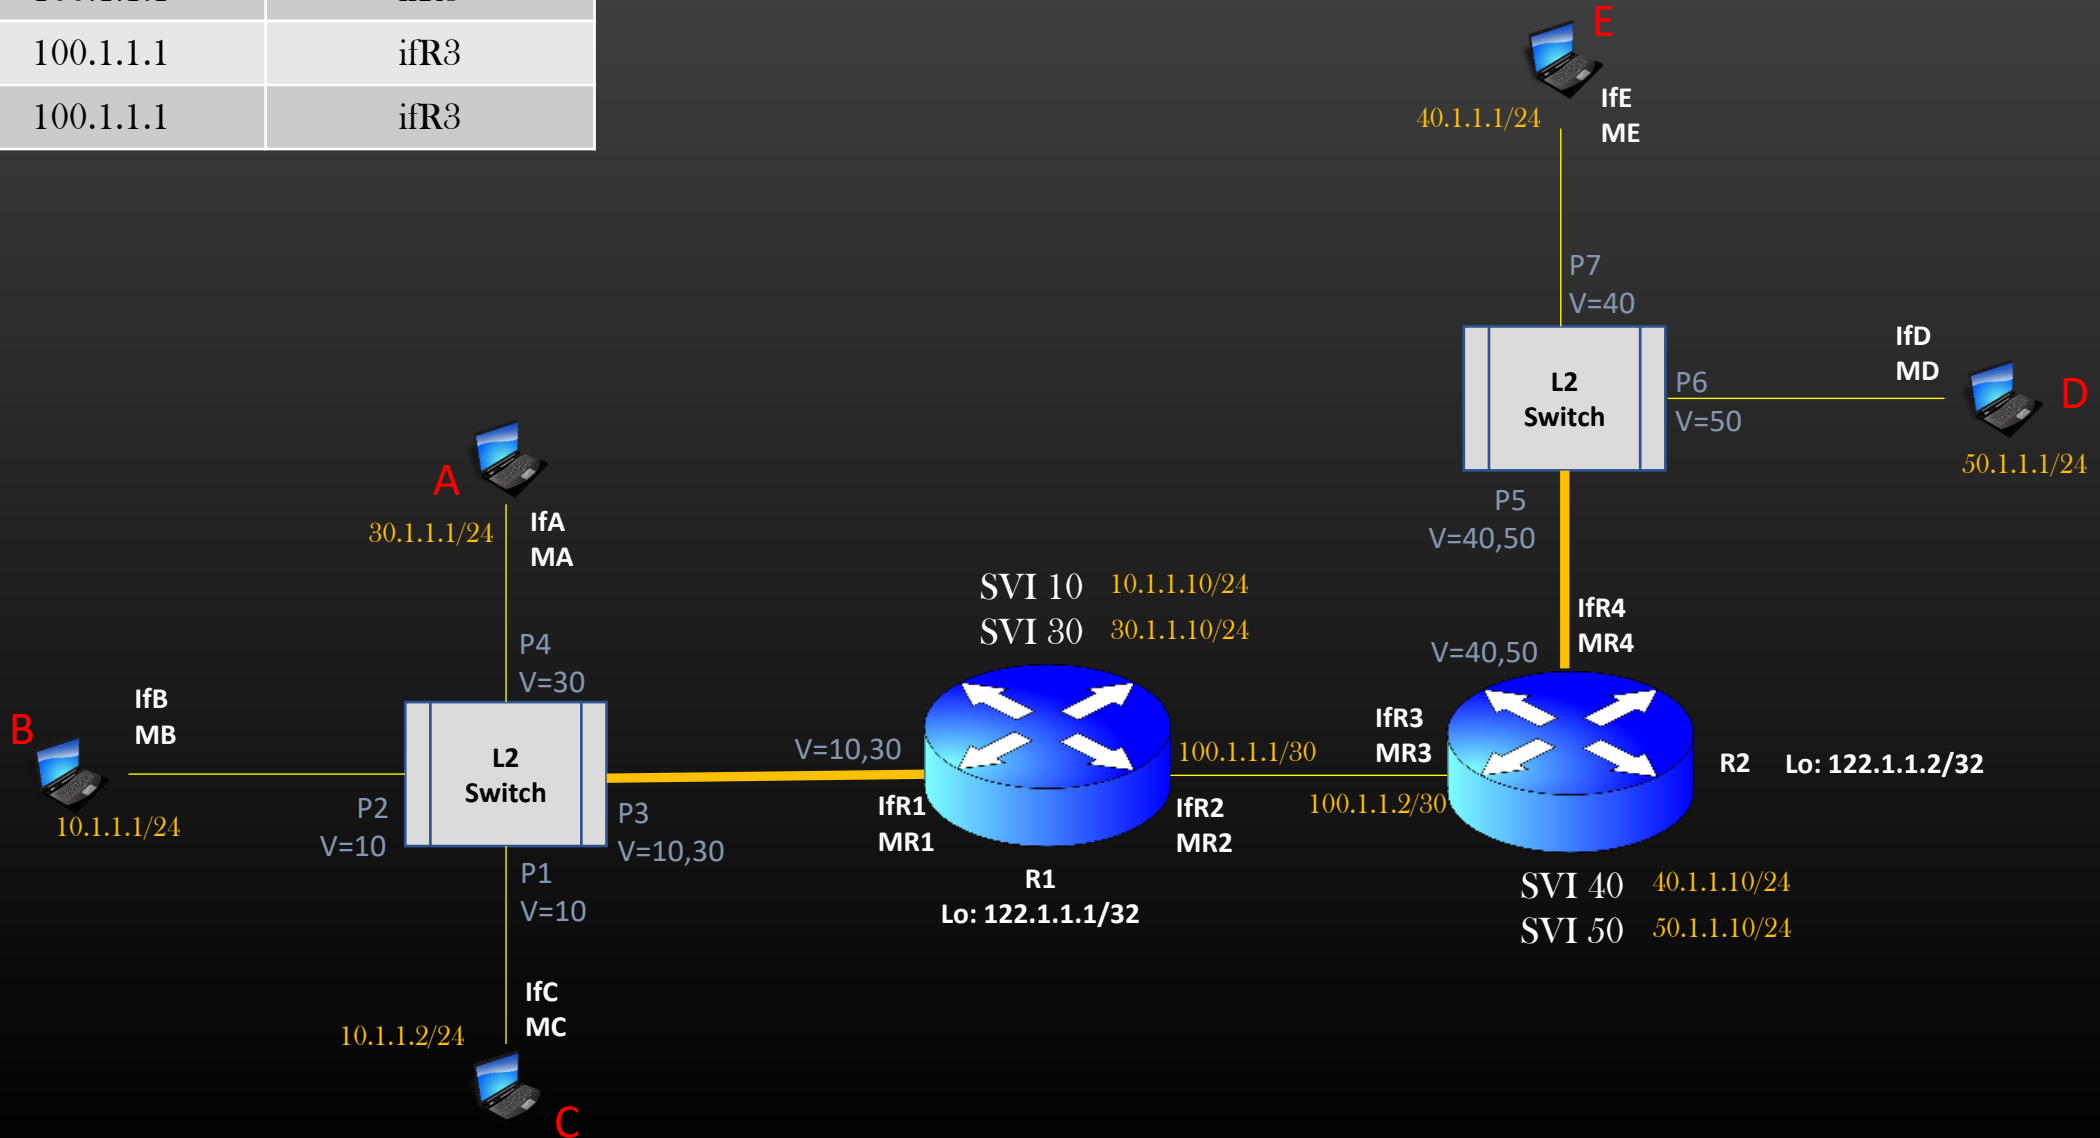 100.1.1.1 ifR3
100.1.1.1 ifR3
E
IfE
40.1.1.1/24
ME
P7
V=40
IfD
MD
L2
Switch
P6
V=50
D
50.1.1.1/24
P5
V=40,50
A
30.1.1.1/24
IfA
MA
SVI 10 10.1.1.10/24
SVI 30 30.1.1.10/24
IfR4
MR4
V=40,50
P4
V=30
B
IfB
MB
L2
Switch
V=10,30
100.1.1.1/30
IfR3
MR3
R2 Lo: 122.1.1.2/32
P2
V=10
10.1.1.1/24
P3
V=10,30
IfR1
MR1
IfR2
MR2
100.1.1.2/30
P1
V=10
R1
Lo: 122.1.1.1/32
SVI 40 40.1.1.10/24
SVI 50 50.1.1.10/24
IfC
MC
10.1.1.2/24
C